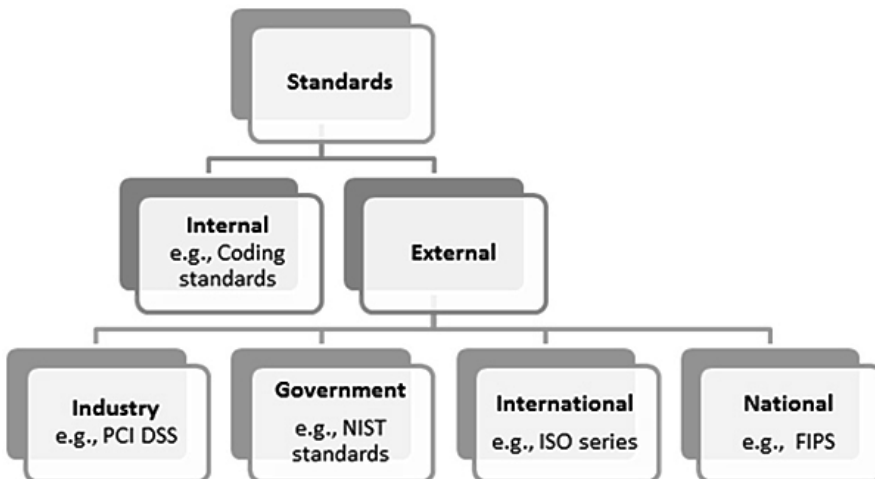 Standards
Internal
e.g., Coding
standards
External
Industry
e.g., PCI DSS
Government
e.g., NIST
standards
International
e.g., ISO series
National
e.g., FIPS